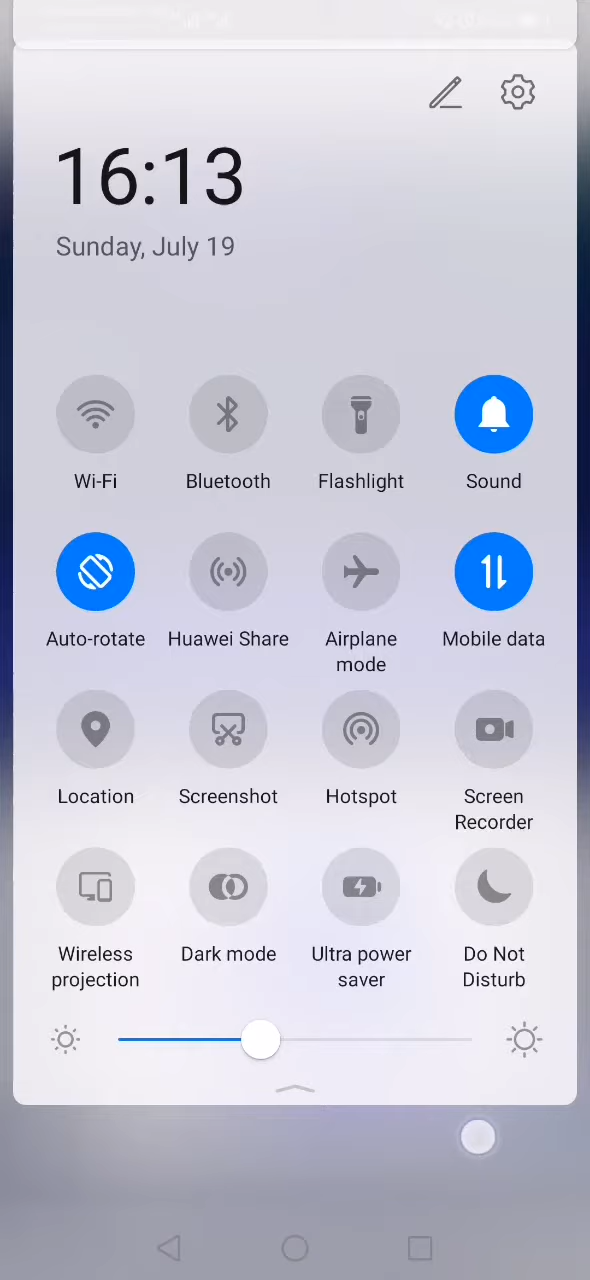 16:13
Sunday, July 19
Wi-Fi
Bluetooth
Flashlight
Sound
Auto-rotate
Huawei Share
Airplane
mode
Mobile data
Location
Screenshot
Hotspot
Screen
Recorder
Wireless
projection
Dark mode
Ultra power
saver
Do Not
Disturb